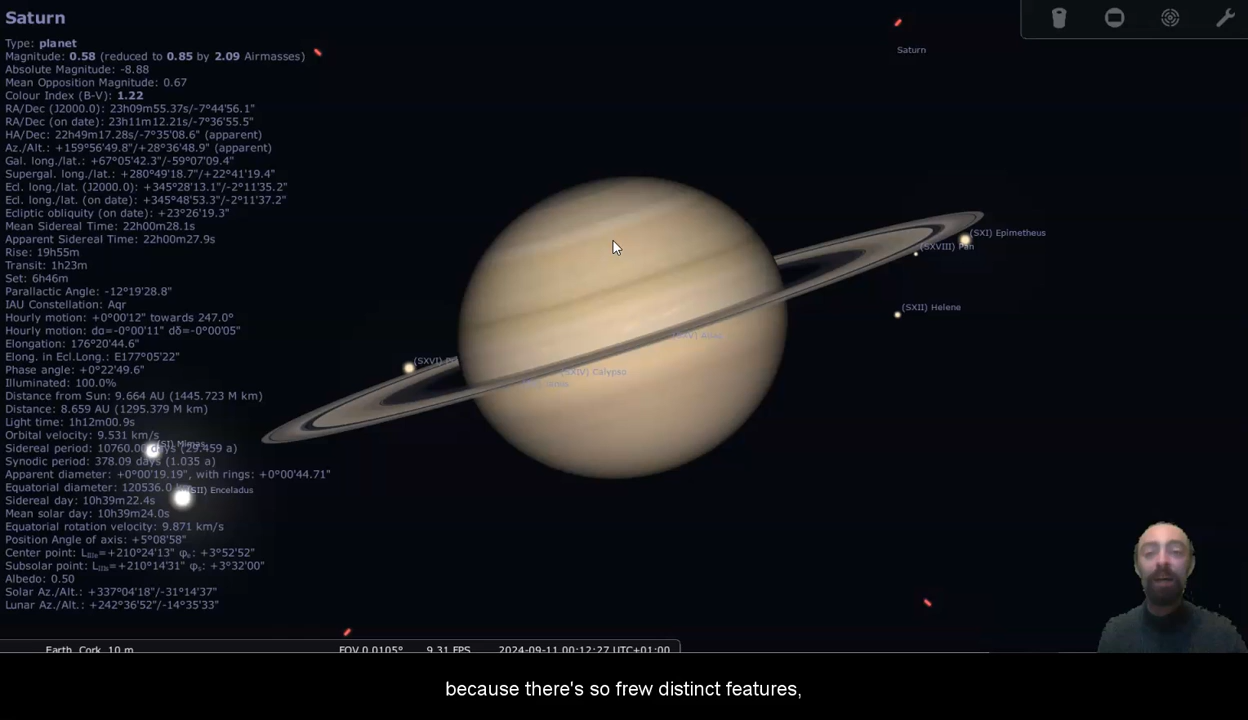 Saturn
Type: planet
Magnitude: 0.58 (reduced to 0.85 by 2.09 Airmasses)
Absolute Magnitude: -8.88
Mean Opposition Magnitude: 0.67
Colour Index (B-V): 1.22
RA/Dec (J2000.0): 23h09m55.37s/-7°44'56.1"
RA/Dec (on date): 23h11m12.21s/-7°36'55.5"
HA/Dec: 22h49m17.28s/-7°35'08.6" (apparent)
Az./Alt.: +159°56'49.8"/+28°36'48.9" (apparent)
Gal. long./lat.: +67°05'42.3"/-59°07'09.4"
Supergal. long./lat.: +280°49'18.7"/+22°41'19.4"
Ecl. long./lat. (J2000.0): +345°28'13.1"/-2°11'35.2"
Ecl. long./lat. (on date): +345°48'53.3"/-2°11'37.2"
Ecliptic obliquity (on date): +23°26'19.3"
Mean Sidereal Time: 22h00m28.1s
Apparent Sidereal Time: 22h00m27.9s
Rise: 19h55m
Transit: 1h23m
Set: 6h46m
Parallactic Angle: -12°19'28.8"
IAU Constellation: Aqr
Hourly motion: +0°00'12" towards 247.0°
Hourly motion: dα=-0°00'11" dδ=-0°00'05"
Elongation: 176°20'44.6"
Elong. in Ecl.Long.: E177°05'22"
Phase angle: +0°22'49.6"
Illuminated: 100.0%
Distance from Sun: 9.664 AU (1445.723 M km)
Distance: 8.659 AU (1295.379 M km)
Light time: 1h12m00.9s
Orbital velocity: 9.531 km/s
Sidereal period: 10760.00 days (29.459 a)
Synodic period: 378.09 days (1.035 a)
Apparent diameter: +0°00'19.19", with rings: +0°00'44.71"
Equatorial diameter: 120536.0
Sidereal day: 10h39m22.4s
Mean solar day: 10h39m24.0s
Equatorial rotation velocity: 9.871 km/s
Position Angle of axis: +5°08'58"
Center point: L=+210°24'13" φ: +3°52'52"
Subsolar point: L=+210°14'31" φ: +3°32'00"
Albedo: 0.50
Solar Az./Alt.: +337°04'18"/-31°14'37"
Lunar Az./Alt.: +242°36'52"/-14°35'33"
Saturn
(SXI) Epimetheus
(SXVIII) Pan
(SXII) Helene
(SXVI)
(SXIV) Calypso
(SI) Mimas
(SII) Enceladus
Earth, Cork, 10 m
FOV 0.0105°
9.31 FPS
2024-09-11 00:12:27 UTC+01:00
because there's so frew distinct features,